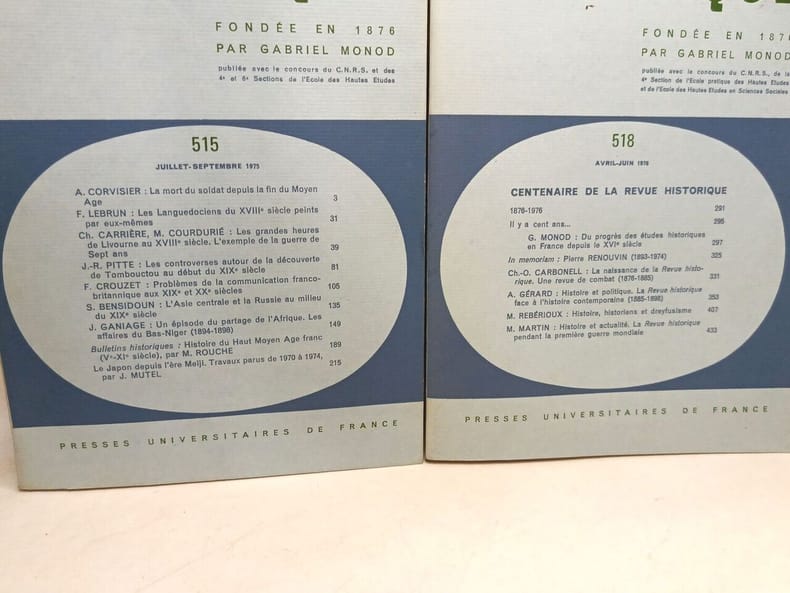 FONDÉE EN 1876
PAR GABRIEL MONOD
publiée avec le concours du C.N.R.S. et des
4e et 6e Sections de l'Ecole des Hautes Études
515
JUILLET-SEPTEMBRE 1975
A. CORVISIER : La mort du soldat depuis la fin du Moyen
Age 3
F. LEBRUN : Les Languedociens du XVIIIe siècle peints
par eux-mêmes 31
Ch. CARRIÈRE, M. COURDURIÉ : Les grandes heures
de Livourne au XVIIIe siècle. L'exemple de la guerre de
Sept ans 39
J.-R. PITTE : Les controverses autour de la découverte
de Tombouctou au début du XIXe siècle 81
F. CROUZET : Problèmes de la communication franco-
britannique aux XIXe et XXe siècles 105
S. BENSIDOUN : L'Asie centrale et la Russie au milieu
du XIXe siècle 135
J. GANIAGE : Un épisode du partage de l'Afrique. Les
affaires du Bas-Niger (1894-1898) 149
Bulletins historiques : Histoire du Haut Moyen Age franc
(Ve-XIe siècle), par M. ROUCHE 189
Le Japon depuis l'ère Meiji. Travaux parus de 1970 à 1974,
par J. MUTEL 215
PRESSES UNIVERSITAIRES DE FRANCE
FONDÉE EN 1876
PAR GABRIEL MONOD
publiée avec le concours du C.N.R.S., de la
4e Section de l'Ecole pratique des Hautes Études
et de l'Ecole des Hautes Etudes en Sciences Sociales
518
AVRIL-JUIN 1976
CENTENAIRE DE LA REVUE HISTORIQUE
1876-1976 291
Il y a cent ans... 295
G. MONOD : Du progrès des études historiques
en France depuis le XVIe siècle 297
In memoriam : Pierre RENOUVIN (1893-1974) 325
Ch.-O. CARBONELL : La naissance de la Revue histo-
rique. Une revue de combat (1876-1885) 331
A. GÉRARD : Histoire et politique. La Revue historique
face à l'histoire contemporaine (1885-1898) 353
M. REBÉRIOUX : Histoire, historiens et dreyfusisme 407
M. MARTIN : Histoire et actualité. La Revue historique
pendant la première guerre mondiale 433
PRESSES UNIVERSITAIRES DE FRANCE